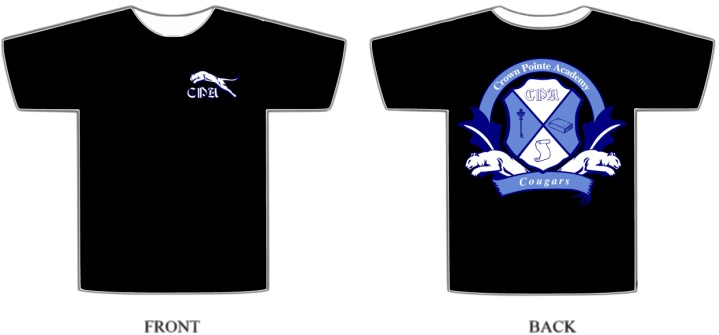 CPA
Crown Pointe Academy
CPA
Cougars
FRONT
BACK